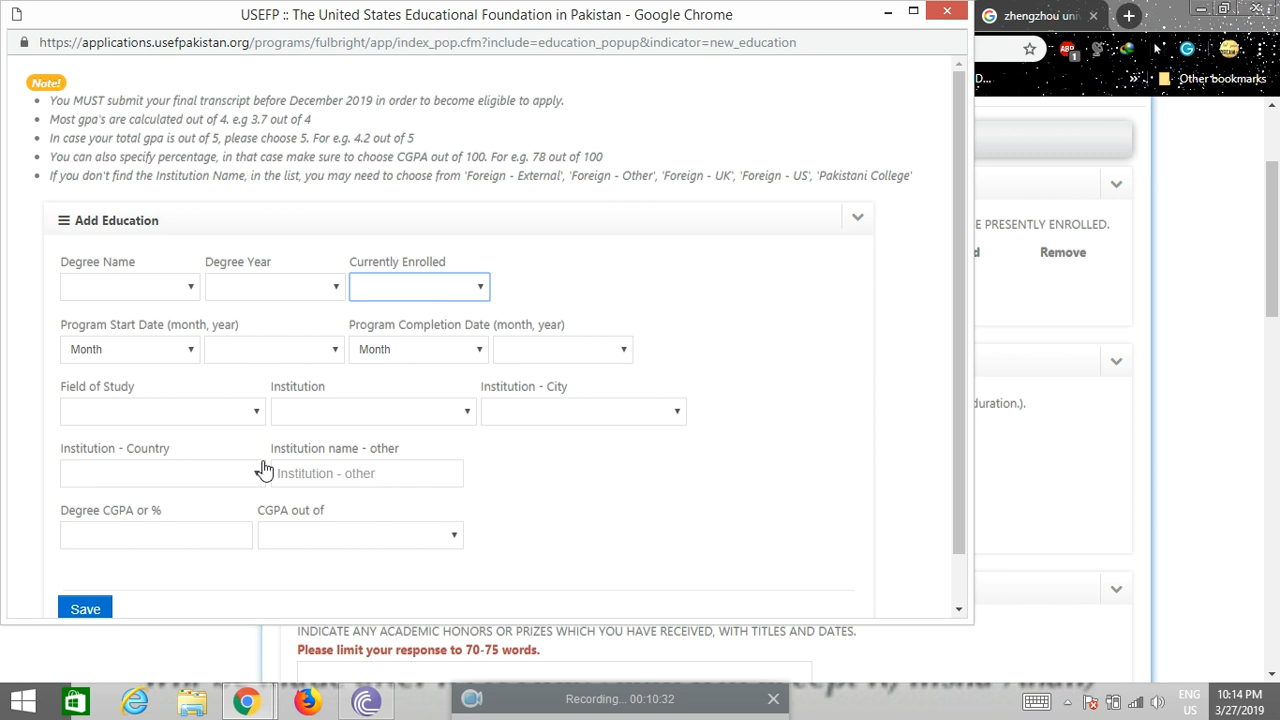 USEFP :: The United States Educational Foundation in Pakistan - Google Chrome
zhengzhou uni
https://applications.usefpakistan.org/programs/fulbright/app/index_pop.cfm?include=education_popup&indicator=new_education
ABP
1
Note!
D...
»
Other bookmarks
You MUST submit your final transcript before December 2019 in order to become eligible to apply.
Most gpa's are calculated out of 4. e.g 3.7 out of 4
In case your total gpa is out of 5, please choose 5. For e.g. 4.2 out of 5
You can also specify percentage, in that case make sure to choose CGPA out of 100. For e.g. 78 out of 100
If you don't find the Institution Name, in the list, you may need to choose from 'Foreign - External', 'Foreign - Other', 'Foreign - UK', 'Foreign - US', 'Pakistani College'
Add Education
E PRESENTLY ENROLLED.
d Remove
Degree Name Degree Year rrently Enrolled
Program Start Date (month, year) Program Completion Date (month, year)
Month Month
Field of Study Institution Institution - City
duration.).
Institution - Country Institution name - other
Institution - other
Degree CGPA or % CGPA out of
Save
INDICATE ANY ACADEMIC HONORS OR PRIZES WHICH YOU HAVE RECEIVED, WITH TITLES AND DATES.
Please limit your response to 70-75 words.
Recording... 00:10:32
ENG
US
10:14 PM
3/27/2019